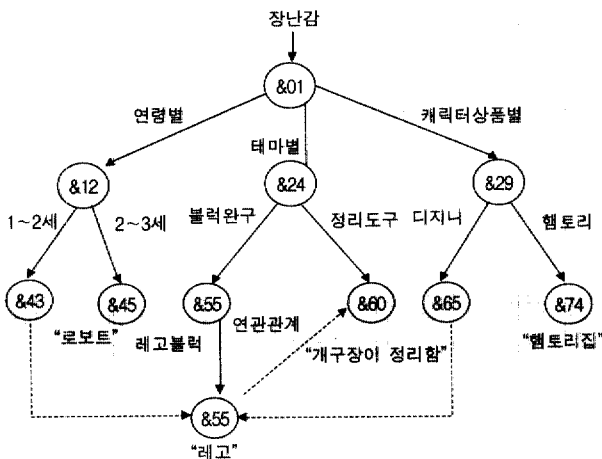 장난감
&01
연령별
태마별
캐릭터상품별
&12
&24
&29
1~2세
2~3세
불럭완구
정리도구
디지니
햄토리
&43
&45
&55
&60
&65
&74
"로보트"
레고블럭
연관관계
"개구장이 정리함"
"햄토리집"
&55
"레고"